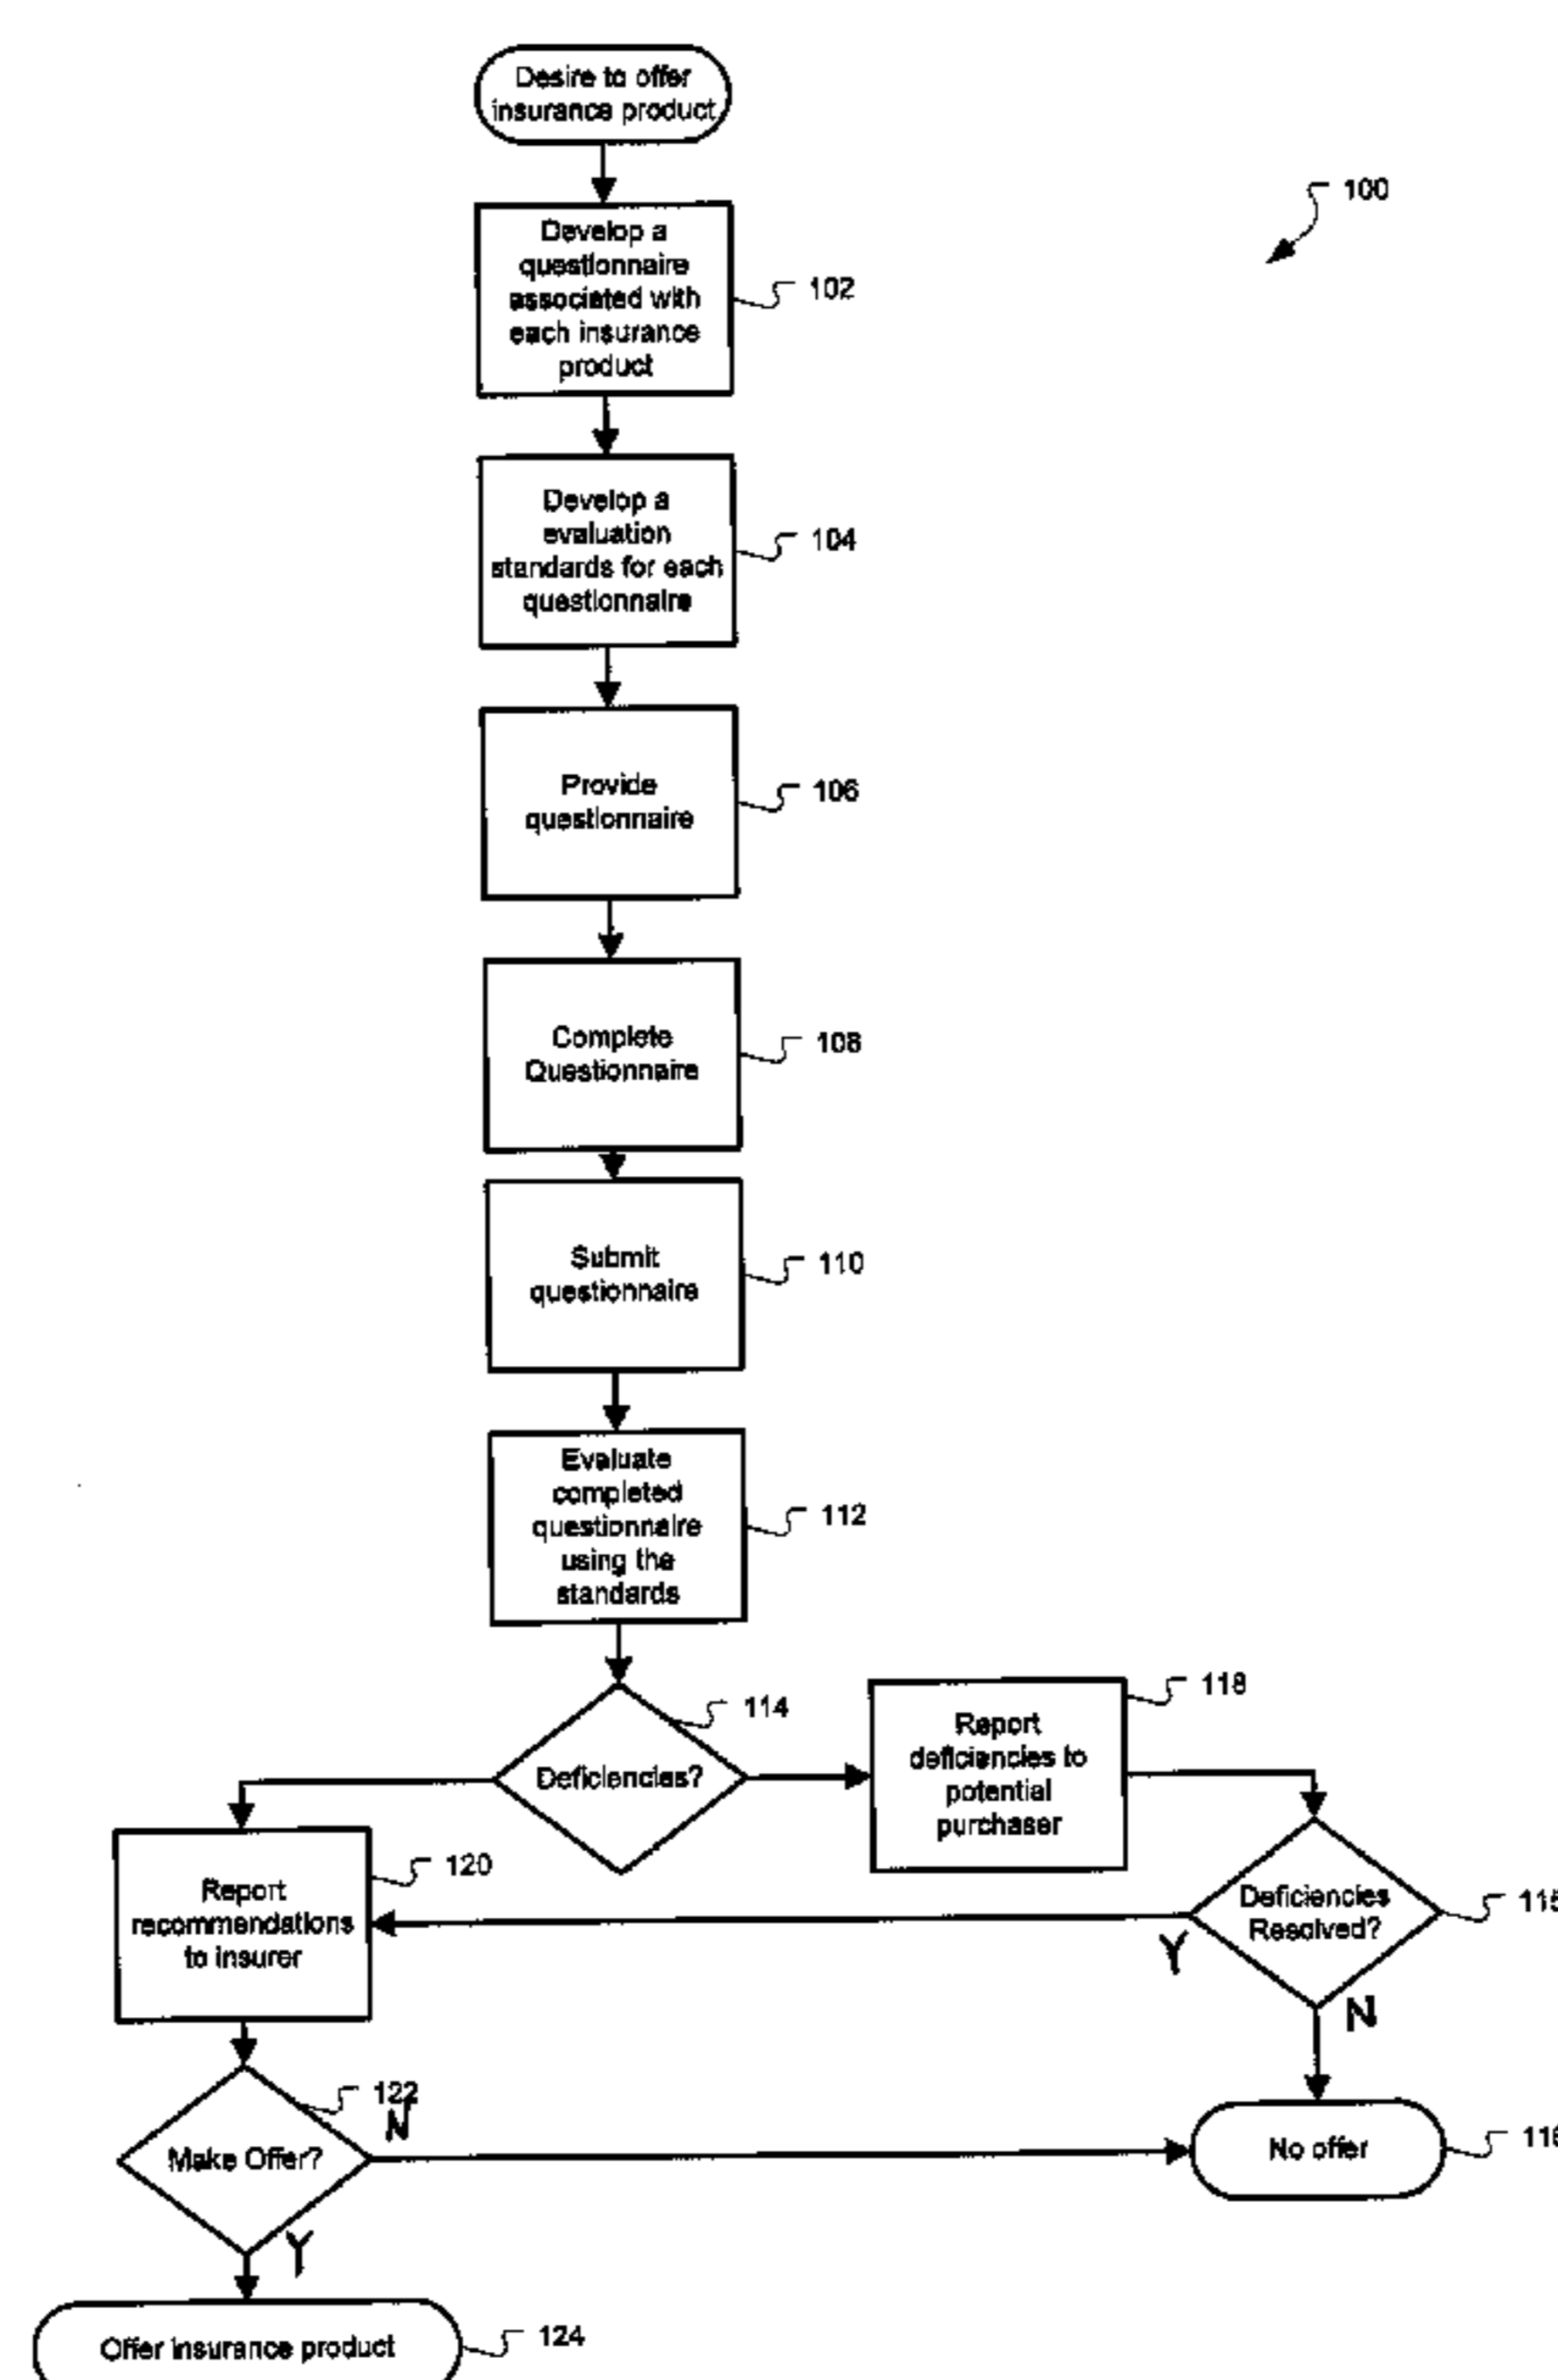 Desire to offer
insurance product
100
Develop a
questionnaire
associated with
each insurance
product
102
Develop a
evaluation
standards for each
questionnaire
104
Provide
questionnaire
106
Complete
Questionnaire
108
Submit
questionnaire
110
Evaluate
completed
questionnaire
using the
standards
112
Deficiencies?
114
Report
deficiencies to
potential
purchaser
118
Report
recommendations
to insurer
120
Deficiencies
Resolved?
Y
N
Make Offer?
122
N
Y
No offer
Offer insurance product
124